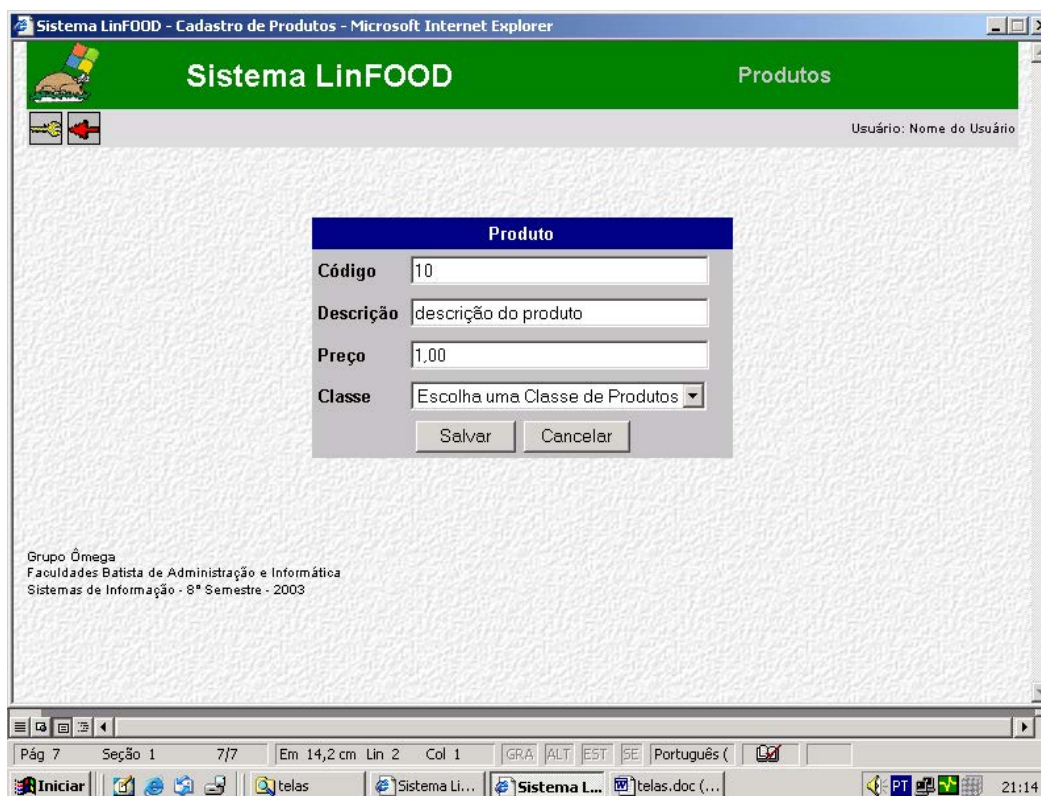 Sistema LinFOOD - Cadastro de Produtos - Microsoft Internet Explorer
Sistema LinFOOD Produtos
Usuário: Nome do Usuário
Produto
Código 10
Descrição descrição do produto
Preço 1,00
Classe Escolha uma Classe de Produtos
Salvar Cancelar
Grupo Ômega
Faculdades Batista de Administração e Informática
Sistemas de Informação - 8º Semestre - 2003
Pág 7 Seção 1 7/7 Em 14,2 cm Lin 2 Col 1 GRA ALT EST SE Português (
Iniciar telas Sistema Li... Sistema L... telas.doc (... PT 21:14